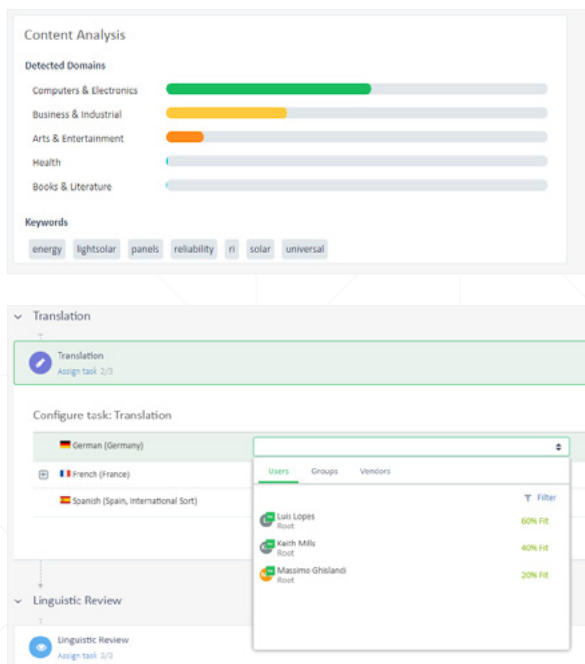 Content Analysis
Detected Domains
Computers & Electronics
Business & Industrial
Arts & Entertainment
Health
Books & Literature
Keywords
energy lightsolar panels reliability ri solar universal
Translation
Translation
Assign task 2/3
Configure task: Translation
German (Germany)
French (France)
Spanish (Spain, International Sort)
Users Groups Vendors
Filter
Luis Lopes
Root
60% Fit
Keith Mills
Root
40% Fit
Massimo Ghislandi
Root
20% Fit
Linguistic Review
Linguistic Review
Assign task 2/3